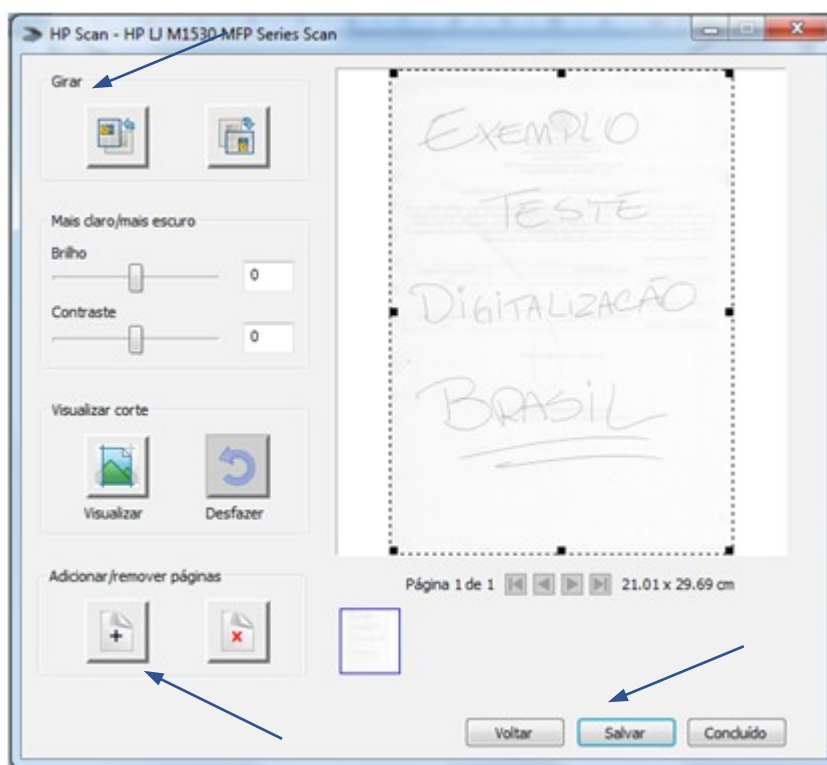 HP Scan - HP LJ M1530 MFP Series Scan
Girar
Mais claro/mais escuro
Brilho
0
Contraste
0
Visualizar corte
Visualizar
Desfazer
Adicionar/remover páginas
EXEMPLO
TESTE
DIGITALIZACÃO
BRASIL
Página 1 de 1
21.01 x 29.69 cm
Voltar
Salvar
Concluído